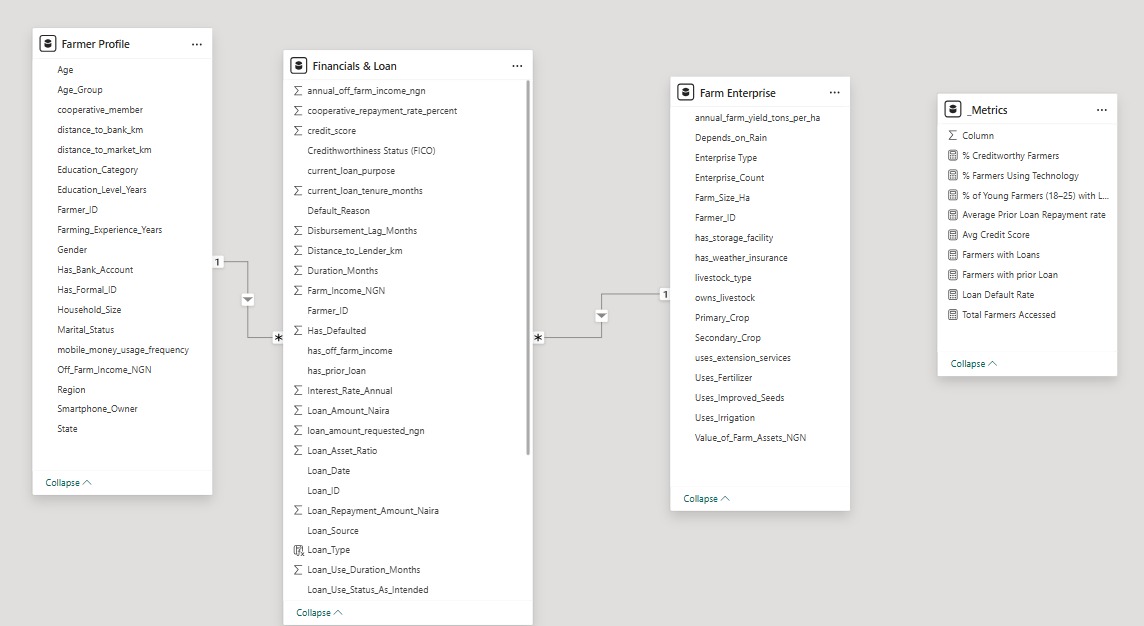 Farmer Profile
Age
Age_Group
cooperative_member
distance_to_bank_km
distance_to_market_km
Education_Category
Education_Level_Years
Farmer_ID
Farming_Experience_Years
Gender
Has_Bank_Account
Has_Formal_ID
Household_Size
Marital_Status
mobile_money_usage_frequency
Off_Farm_Income_NGN
Region
Smartphone_Owner
State
Collapse
1
*
Financials & Loan
annual_off_farm_income_ngn
cooperative_repayment_rate_percent
credit_score
Credithworthiness Status (FICO)
current_loan_purpose
current_loan_tenure_months
Default_Reason
Disbursement_Lag_Months
Distance_to_Lender_km
Duration_Months
Farm_Income_NGN
Farmer_ID
Has_Defaulted
has_off_farm_income
has_prior_loan
Interest_Rate_Annual
Loan_Amount_Naira
loan_amount_requested_ngn
Loan_Asset_Ratio
Loan_Date
Loan_ID
Loan_Repayment_Amount_Naira
Loan_Source
Loan_Type
Loan_Use_Duration_Months
Loan_Use_Status_As_Intended
Collapse
*
1
Farm Enterprise
annual_farm_yield_tons_per_ha
Depends_on_Rain
Enterprise Type
Enterprise_Count
Farm_Size_Ha
Farmer_ID
has_storage_facility
has_weather_insurance
livestock_type
owns_livestock
Primary_Crop
Secondary_Crop
uses_extension_services
Uses_Fertilizer
Uses_Improved_Seeds
Uses_Irrigation
Value_of_Farm_Assets_NGN
Collapse
_Metrics
Column
% Creditworthy Farmers
% Farmers Using Technology
% of Young Farmers (18–25) with L...
Average Prior Loan Repayment rate
Avg Credit Score
Farmers with Loans
Farmers with prior Loan
Loan Default Rate
Total Farmers Accessed
Collapse